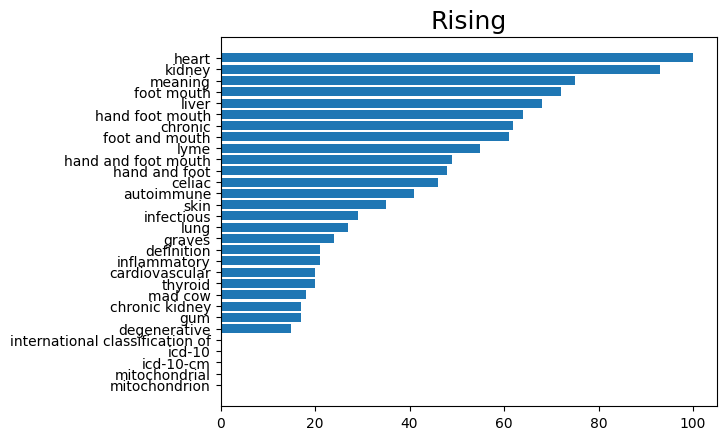 Rising
heart
kidney
meaning
foot mouth
liver
hand foot mouth
chronic
foot and mouth
lyme
hand and foot mouth
hand and foot
celiac
autoimmune
skin
infectious
lung
graves
definition
inflammatory
cardiovascular
thyroid
mad cow
chronic kidney
gum
degenerative
international classification of
icd-10
icd-10-cm
mitochondrial
mitochondrion
0 20 40 60 80 100